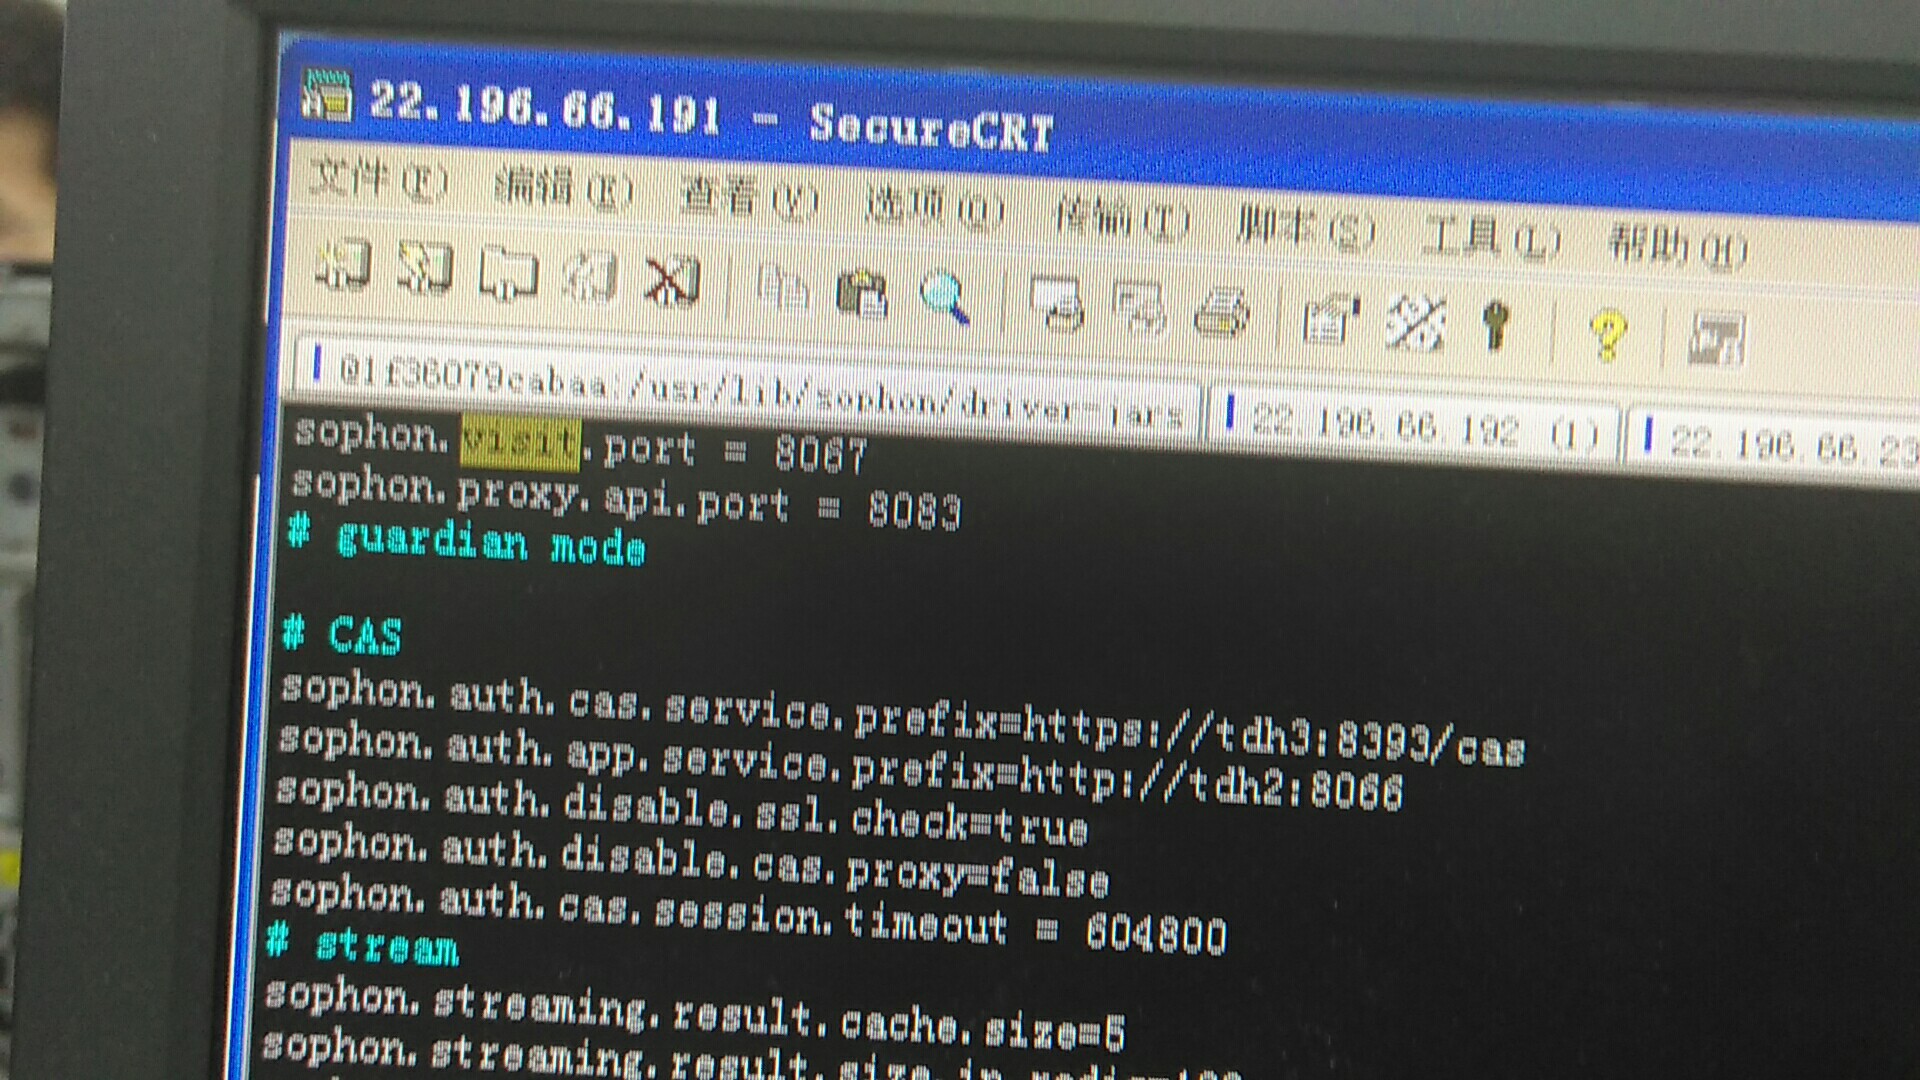 22.196.66.191 - SecureCRT
文件(F) 编辑(E) 查看(V) 选项(O) 传输(T) 脚本(S) 工具(L) 帮助(H)
@1f36079cabaa:/usr/lib/sophon/driver-jars 22.196.66.192 (1) 22.196.66.23
sophon.visit.port = 8067
sophon.proxy.api.port = 8083
# guardian mode
# CAS
sophon.auth.cas.service.prefix=https://tdh3:8393/cas
sophon.auth.app.service.prefix=http://tdh2:8066
sophon.auth.disable.ssl.check=true
sophon.auth.disable.cas.proxy=false
sophon.auth.cas.session.timeout = 604800
# stream
sophon.streaming.result.cache.size=5
sophon.streaming.result.size.in.redis=